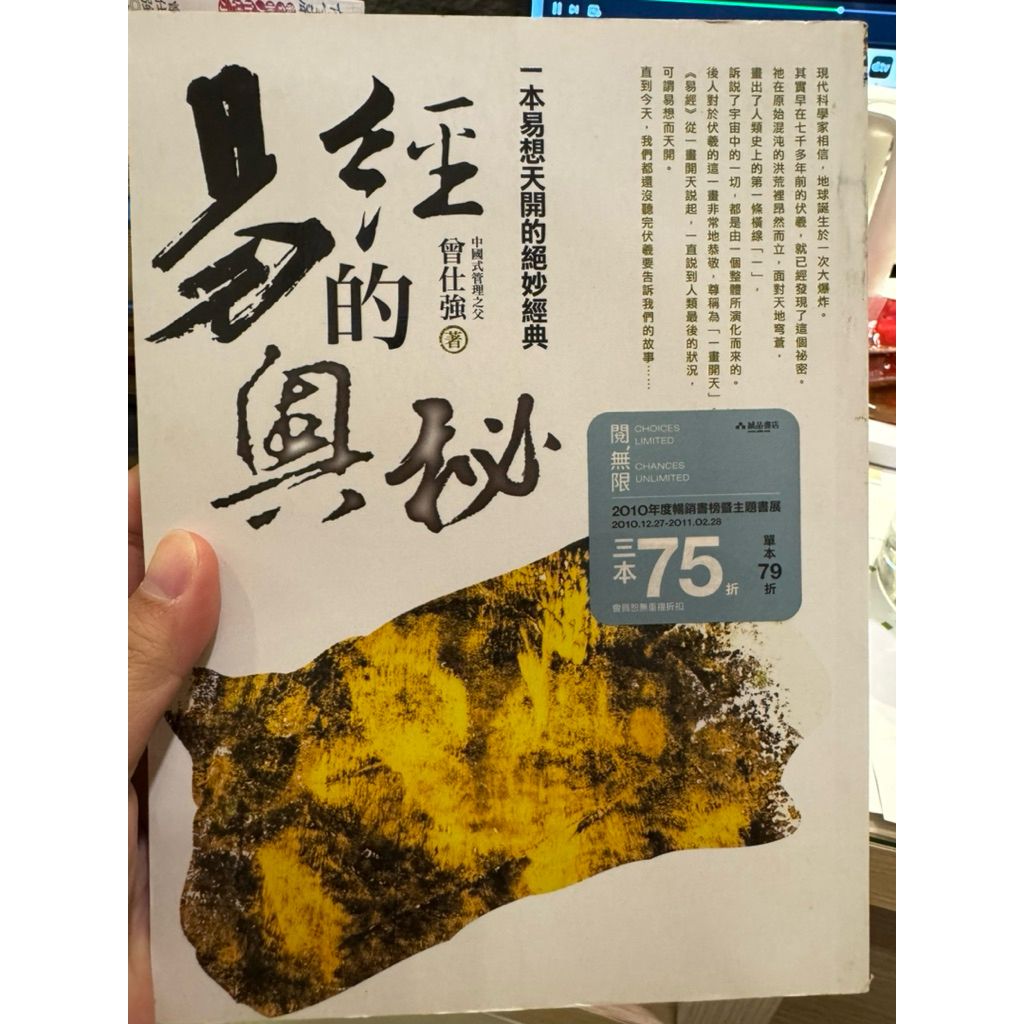 易經的奧秘
中國式管理之父
曾仕強 著
一本易想天開的絕妙經典
現代科學家相信，地球誕生於一次大爆炸。
其實早在七千多年前的伏羲，就已經發現了這個祕密。
祂在原始混沌的洪荒裡昂然而立，面對天地穹蒼，
畫出了人類史上的第一條橫線「一」，
訴說了宇宙中的一切，都是由一個整體所演化而來的。
後人對於伏羲的這一畫非常地恭敬，尊稱為「一畫開天」，
《易經》從一畫開天說起，一直說到人類最後的狀況，
可謂易想而天開。
直到今天，我們都還沒聽完伏羲要告訴我們的故事……
閱,無限
CHOICES
LIMITED
CHANCES
UNLIMITED
誠品書店
2010年度暢銷書榜暨主題書展
2010.12.27-2011.02.28
三本75折
單本79折
會員恕無重複折扣